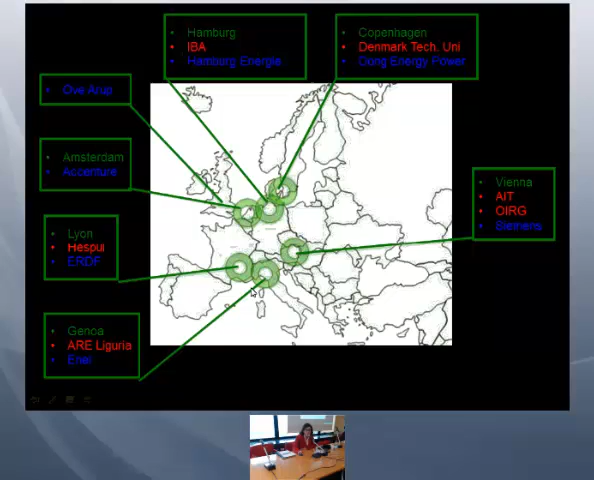 Hamburg
IBA
Hamburg Energie
Copenhagen
Denmark Tech. Uni
Dong Energy Power
Ove Arup
Amsterdam
Accenture
Vienna
AIT
OIRG
Siemens
Lyon
Hespul
ERDF
Genoa
ARE Liguria
Enel